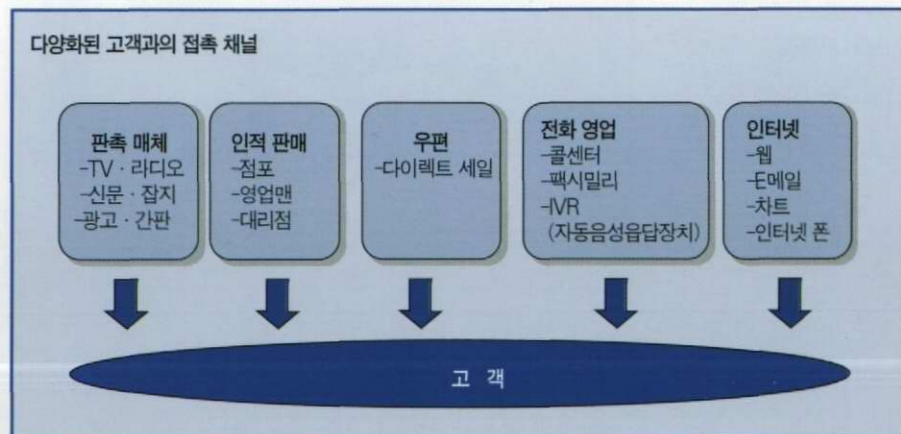 다양화된 고객과의 접촉 채널
판촉 매체
-TV · 라디오
-신문 · 잡지
-광고 · 간판
인적 판매
-점포
-영업맨
-대리점
우편
-다이렉트 세일
전화 영업
-콜센터
-팩시밀리
-IVR
(자동음성읍답장치)
인터넷
-웹
-E메일
-차트
-인터넷 폰
고 객